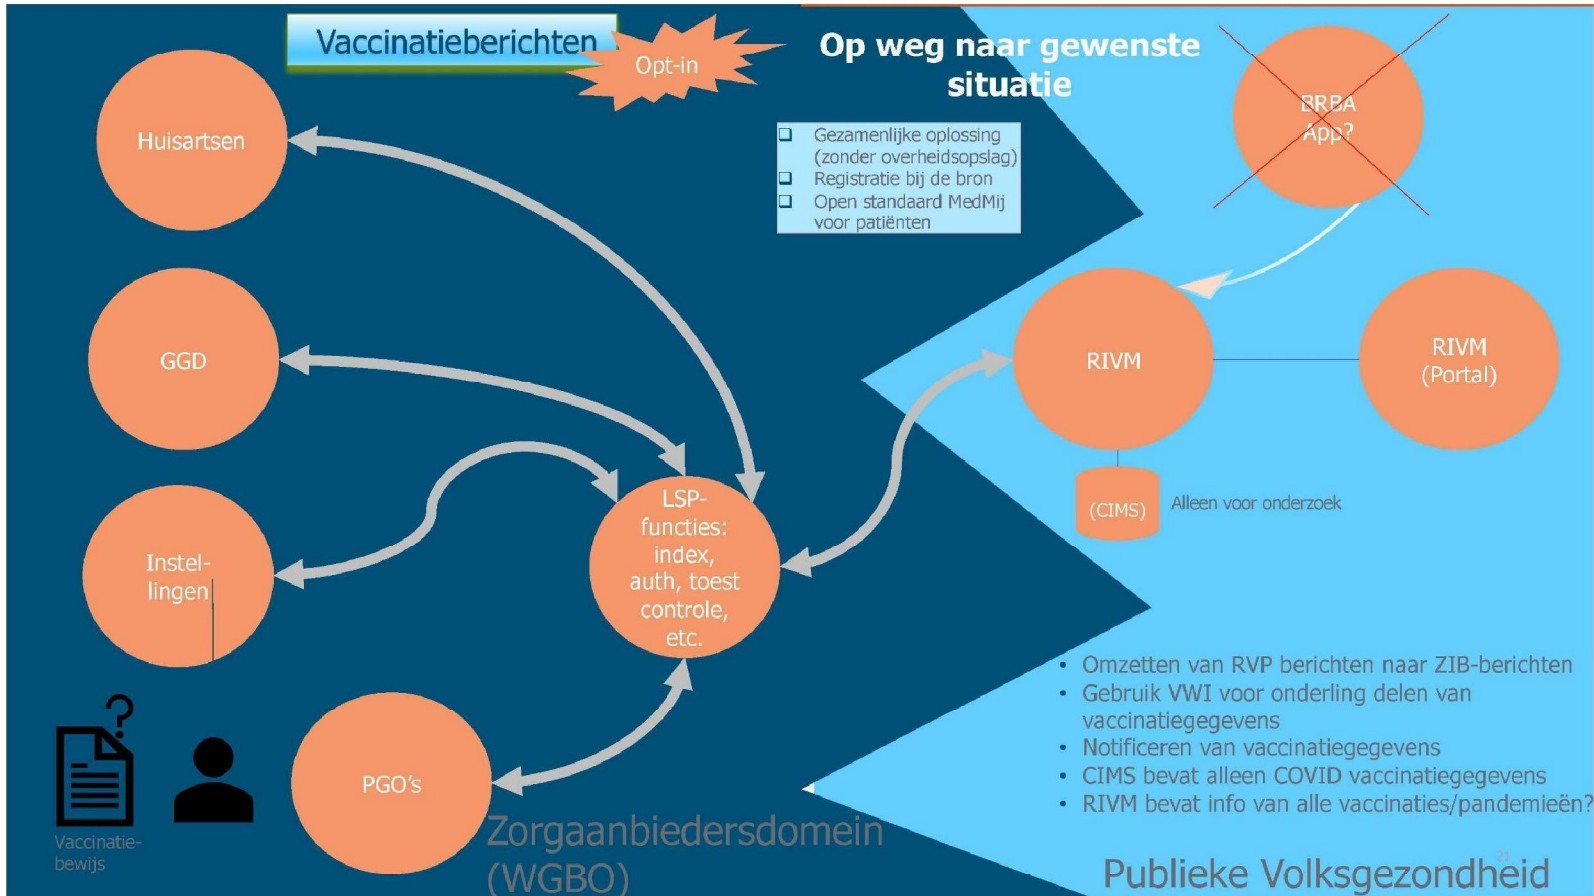 Vaccinatieberichten
Opt-in
Op weg naar gewenste
situatie
Gezamenlijke oplossing
(zonder overheidsopslag)
Registratie bij de bron
Open standaard MedMij
voor patiënten
BRBA
App?
Huisartsen
GGD
Instel-
lingen
LSP-
functies:
index,
auth, toest
controle,
etc.
PGO's
RIVM
RIVM
(Portal)
(CIMS)
Alleen voor onderzoek
• Omzetten van RVP berichten naar ZIB-berichten
• Gebruik VWI voor onderling delen van
vaccinatiegegevens
• Notificeren van vaccinatiegegevens
• CIMS bevat alleen COVID vaccinatiegegevens
• RIVM bevat info van alle vaccinaties/pandemieën?
?
Vaccinatie-
bewijs
Zorgaanbiedersdomein
(WGBO)
21
Publieke Volksgezondheid